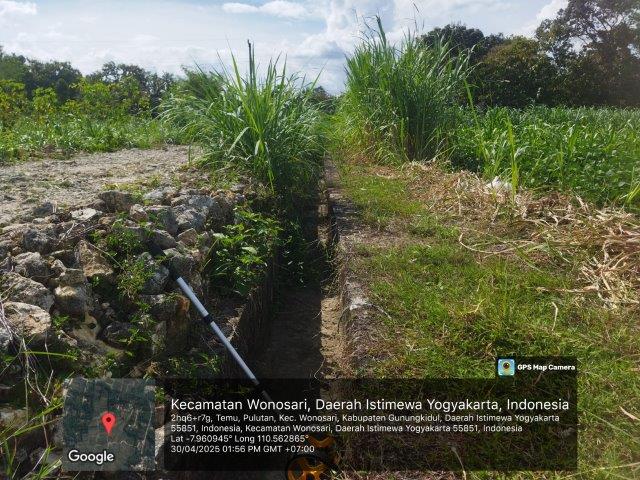 GPS Map Camera
Kecamatan Wonosari, Daerah Istimewa Yogyakarta, Indonesia
2hq6+r7g, Temu, Pulutan, Kec. Wonosari, Kabupaten Gunungkidul, Daerah Istimewa Yogyakarta
55851, Indonesia, Kecamatan Wonosari, Daerah Istimewa Yogyakarta 55851, Indonesia
Lat -7.960945° Long 110.562865°
30/04/2025 01:56 PM GMT +07:00
Google